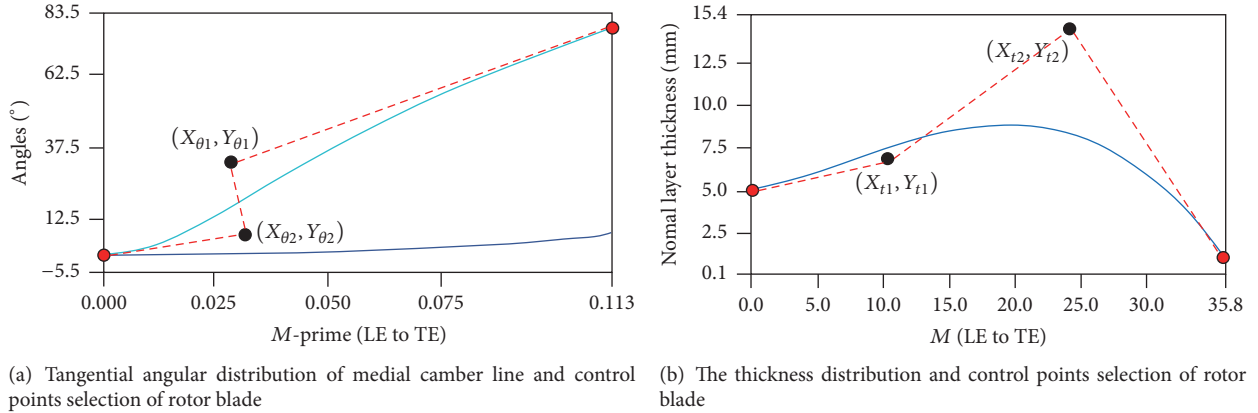 83.5
62.5
37.5
12.5
−5.5
Angles (°)
(Xθ1, Yθ1)
(Xθ2, Yθ2)
0.000 0.025 0.050 0.075 0.113
M-prime (LE to TE)
(a) Tangential angular distribution of medial camber line and control
points selection of rotor blade
15.4
12.5
10.0
7.5
5.0
2.5
0.1
Nomal layer thickness (mm)
(Xt2, Yt2)
(Xt1, Yt1)
0.0 5.0 10.0 15.0 20.0 25.0 30.0 35.8
M (LE to TE)
(b) The thickness distribution and control points selection of rotor
blade